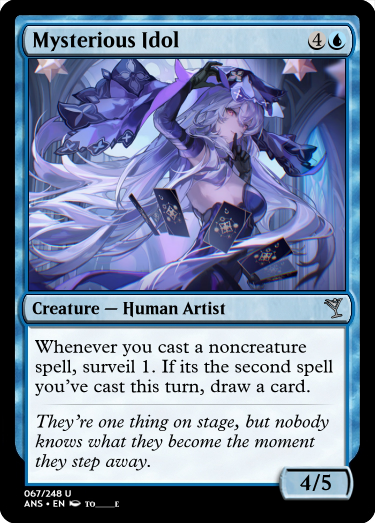 Mysterious Idol 4
Creature — Human Artist
Whenever you cast a noncreature
spell, surveil 1. If its the second spell
you've cast this turn, draw a card.
They're one thing on stage, but nobody
knows what they become the moment
they step away.
4/5
067/248 U
ANS • EN TO____E